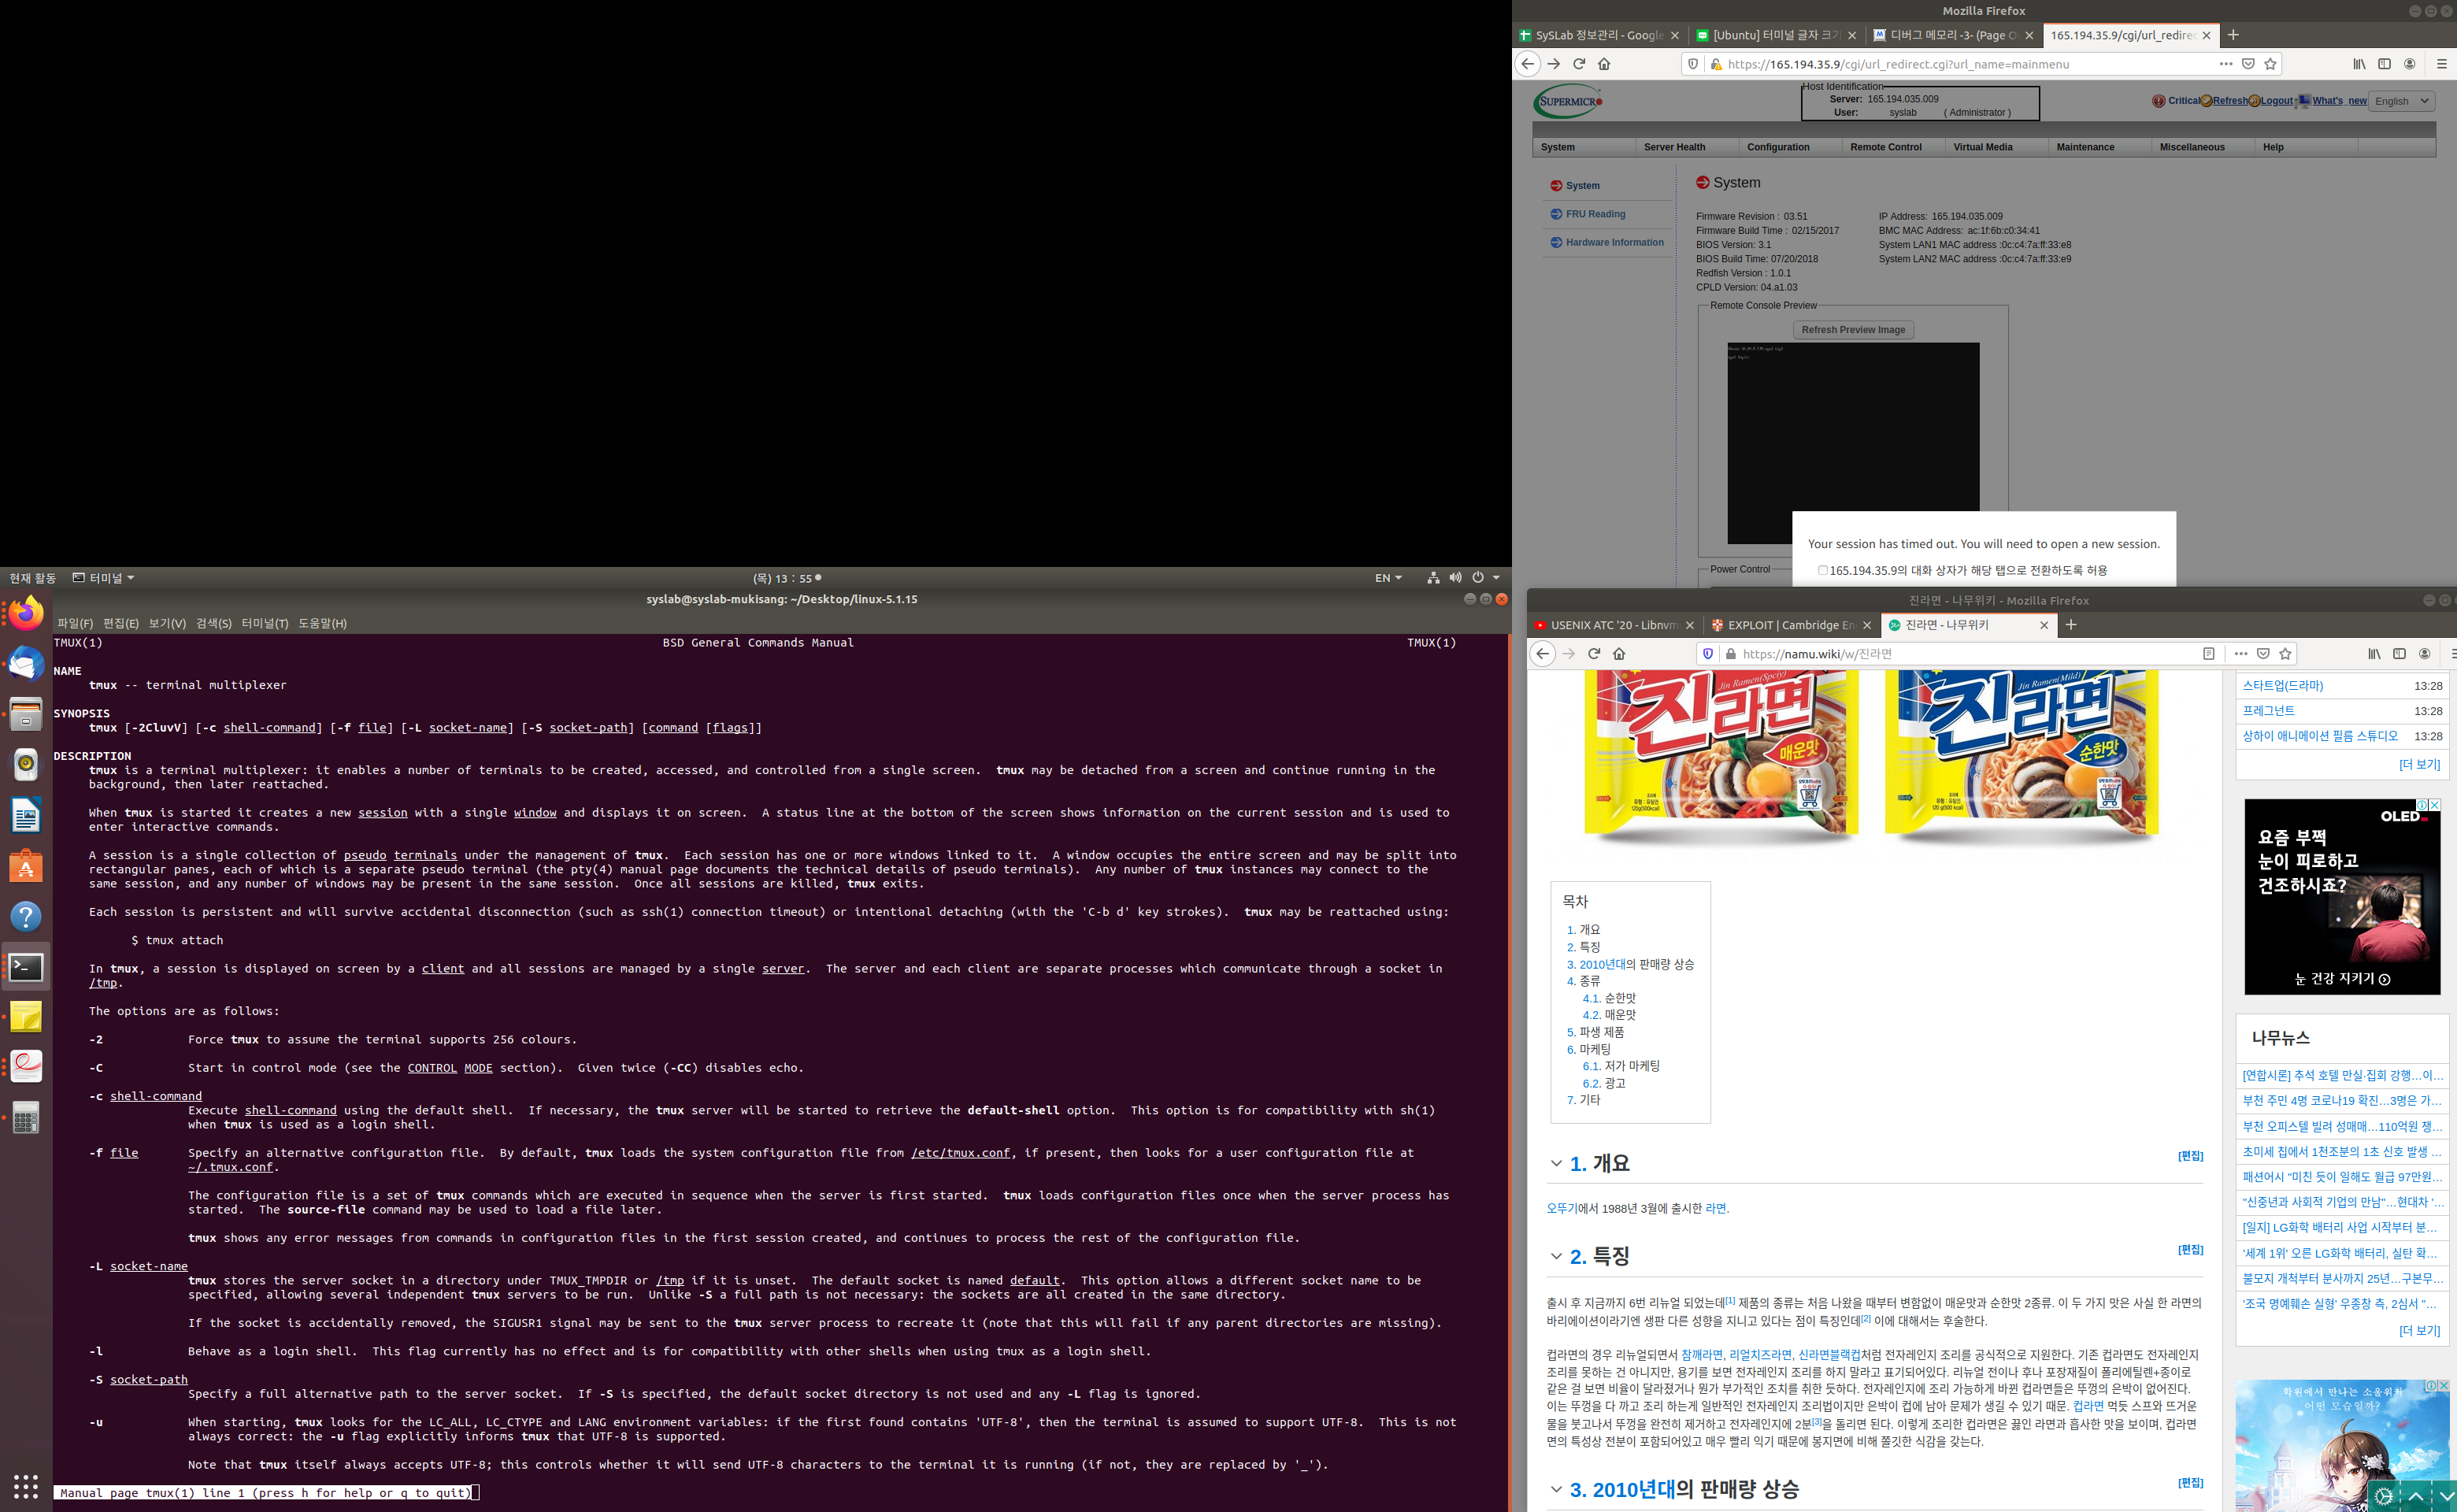 현재 활동
터미널
(목) 13 : 55
EN
syslab@syslab-mukisang: ~/Desktop/linux-5.1.15
파일(F) 편집(E) 보기(V) 검색(S) 터미널(T) 도움말(H)
TMUX(1) BSD General Commands Manual TMUX(1)
NAME
tmux -- terminal multiplexer
SYNOPSIS
tmux [-2CluvV] [-c shell-command] [-f file] [-L socket-name] [-S socket-path] [command [flags]]
DESCRIPTION
tmux is a terminal multiplexer: it enables a number of terminals to be created, accessed, and controlled from a single screen. tmux may be detached from a screen and continue running in the
background, then later reattached.
When tmux is started it creates a new session with a single window and displays it on screen. A status line at the bottom of the screen shows information on the current session and is used to
enter interactive commands.
A session is a single collection of pseudo terminals under the management of tmux. Each session has one or more windows linked to it. A window occupies the entire screen and may be split into
rectangular panes, each of which is a separate pseudo terminal (the pty(4) manual page documents the technical details of pseudo terminals). Any number of tmux instances may connect to the
same session, and any number of windows may be present in the same session. Once all sessions are killed, tmux exits.
Each session is persistent and will survive accidental disconnection (such as ssh(1) connection timeout) or intentional detaching (with the 'C-b d' key strokes). tmux may be reattached using:
$ tmux attach
In tmux, a session is displayed on screen by a client and all sessions are managed by a single server. The server and each client are separate processes which communicate through a socket in
/tmp.
The options are as follows:
-2 Force tmux to assume the terminal supports 256 colours.
-C Start in control mode (see the CONTROL MODE section). Given twice (-CC) disables echo.
-c shell-command
Execute shell-command using the default shell. If necessary, the tmux server will be started to retrieve the default-shell option. This option is for compatibility with sh(1)
when tmux is used as a login shell.
-f file Specify an alternative configuration file. By default, tmux loads the system configuration file from /etc/tmux.conf, if present, then looks for a user configuration file at
~/.tmux.conf.
The configuration file is a set of tmux commands which are executed in sequence when the server is first started. tmux loads configuration files once when the server process has
started. The source-file command may be used to load a file later.
tmux shows any error messages from commands in configuration files in the first session created, and continues to process the rest of the configuration file.
-L socket-name
tmux stores the server socket in a directory under TMUX_TMPDIR or /tmp if it is unset. The default socket is named default. This option allows a different socket name to be
specified, allowing several independent tmux servers to be run. Unlike -S a full path is not necessary: the sockets are all created in the same directory.
If the socket is accidentally removed, the SIGUSR1 signal may be sent to the tmux server process to recreate it (note that this will fail if any parent directories are missing).
-l Behave as a login shell. This flag currently has no effect and is for compatibility with other shells when using tmux as a login shell.
-S socket-path
Specify a full alternative path to the server socket. If -S is specified, the default socket directory is not used and any -L flag is ignored.
-u When starting, tmux looks for the LC_ALL, LC_CTYPE and LANG environment variables: if the first found contains 'UTF-8', then the terminal is assumed to support UTF-8. This is not
always correct: the -u flag explicitly informs tmux that UTF-8 is supported.
Note that tmux itself always accepts UTF-8; this controls whether it will send UTF-8 characters to the terminal it is running (if not, they are replaced by '_').
Manual page tmux(1) line 1 (press h for help or q to quit)
Mozilla Firefox
SySLab 정보관리 - Google
[Ubuntu] 터미널 글자 크기
디버그 메모리 -3- (Page O
165.194.35.9/cgi/url_redirec
https://165.194.35.9/cgi/url_redirect.cgi?url_name=mainmenu
SUPERMICRO
Host Identification
Server: 165.194.035.009
User: syslab ( Administrator )
Critical Refresh Logout What's new English
System Server Health Configuration Remote Control Virtual Media Maintenance Miscellaneous Help
System
FRU Reading
Hardware Information
System
Firmware Revision : 03.51
Firmware Build Time : 02/15/2017
BIOS Version: 3.1
BIOS Build Time: 07/20/2018
Redfish Version : 1.0.1
CPLD Version: 04.a1.03
IP Address: 165.194.035.009
BMC MAC Address: ac:1f:6b:c0:34:41
System LAN1 MAC address :0c:c4:7a:ff:33:e8
System LAN2 MAC address :0c:c4:7a:ff:33:e9
Remote Console Preview
Refresh Preview Image
Your session has timed out. You will need to open a new session.
165.194.35.9의 대화 상자가 해당 탭으로 전환하도록 허용
Power Control
진라면 - 나무위키 - Mozilla Firefox
USENIX ATC '20 - Libnvm
EXPLOIT | Cambridge En
진라면 - 나무위키
https://namu.wiki/w/진라면
Jin Ramen(Spicy)
진라면
매운맛
Jin Ramen(Mild)
진라면
순한맛
스타트업(드라마) 13:28
프레그넌트 13:28
상하이 애니메이션 필름 스튜디오 13:28
[더 보기]
OLED
요즘 부쩍
눈이 피로하고
건조하시죠?
눈 건강 지키기
목차
1. 개요
2. 특징
3. 2010년대의 판매량 상승
4. 종류
4.1. 순한맛
4.2. 매운맛
5. 파생 제품
6. 마케팅
6.1. 저가 마케팅
6.2. 광고
7. 기타
1. 개요 [편집]
오뚜기에서 1988년 3월에 출시한 라면.
2. 특징 [편집]
출시 후 지금까지 6번 리뉴얼 되었는데[1] 제품의 종류는 처음 나왔을 때부터 변함없이 매운맛과 순한맛 2종류. 이 두 가지 맛은 사실 한 라면의
바리에이션이라기엔 생판 다른 성향을 지니고 있다는 점이 특징인데[2] 이에 대해서는 후술한다.
컵라면의 경우 리뉴얼되면서 참깨라면, 리얼치즈라면, 신라면블랙컵처럼 전자레인지 조리를 공식적으로 지원한다. 기존 컵라면도 전자레인지
조리를 못하는 건 아니지만, 용기를 보면 전자레인지 조리를 하지 말라고 표기되어있다. 리뉴얼 전이나 후나 포장재질이 폴리에틸렌+종이로
같은 걸 보면 비율이 달라졌거나 뭔가 부가적인 조치를 취한 듯하다. 전자레인지에 조리 가능하게 바뀐 컵라면들은 뚜껑의 은박이 없어진다.
이는 뚜껑을 다 까고 조리 하는게 일반적인 전자레인지 조리법이지만 은박이 컵에 남아 문제가 생길 수 있기 때문. 컵라면 먹듯 스프와 뜨거운
물을 붓고나서 뚜껑을 완전히 제거하고 전자레인지에 2분[3]을 돌리면 된다. 이렇게 조리한 컵라면은 끓인 라면과 흡사한 맛을 보이며, 컵라면
면의 특성상 전분이 포함되어있고 매우 빨리 익기 때문에 봉지면에 비해 쫄깃한 식감을 갖는다.
3. 2010년대의 판매량 상승 [편집]
나무뉴스
[연합시론] 추석 호텔 만실·집회 강행…이…
부천 주민 4명 코로나19 확진…3명은 가…
부천 오피스텔 빌려 성매매…110억원 챙…
초미세 칩에서 1천조분의 1초 신호 발생 …
패션어시 "미친 듯이 일해도 월급 97만원…
"신중년과 사회적 기업의 만남"…현대차 '…
[일지] LG화학 배터리 사업 시작부터 분…
'세계 1위' 오른 LG화학 배터리, 실탄 확…
불모지 개척부터 분사까지 25년…구본무…
'조국 명예훼손 실형' 우종창 측, 2심서 "…
[더 보기]
학원에서 만나는 소울워커
어떤 모습일까?